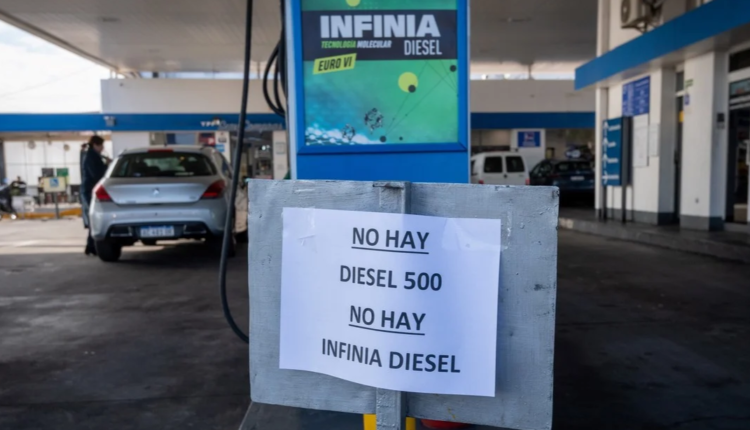 INFINIA
DIESEL
TECNOLOGIA MOLECULAR
EURO VI
NO HAY
DIESEL 500
NO HAY
INFINIA DIESEL